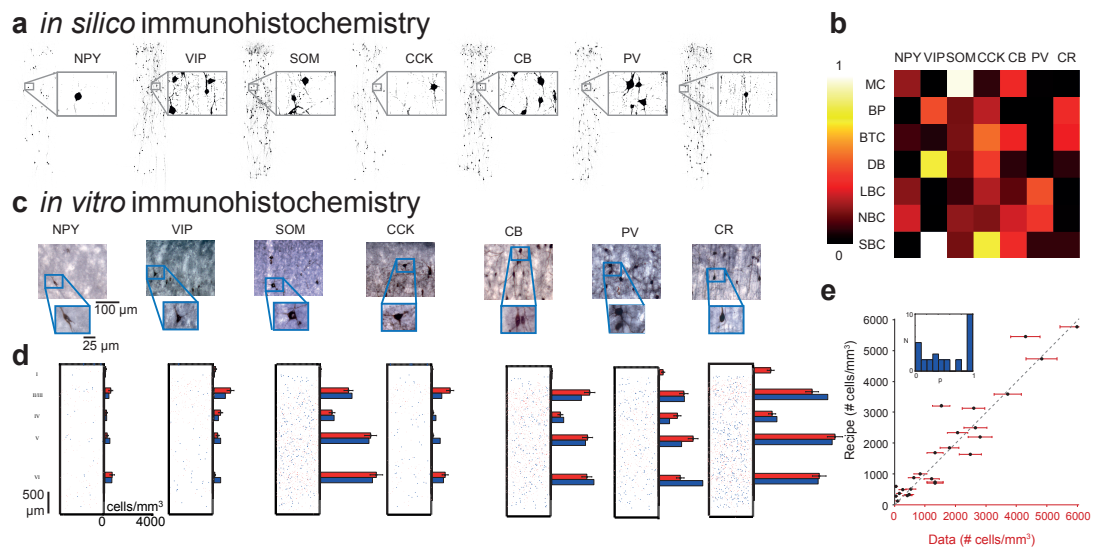 a in silico immunohistochemistry
NPY VIP SOM CCK CB PV CR
b
NPY VIP SOM CCK CB PV CR
1
0
MC
BP
BTC
DB
LBC
NBC
SBC
c in vitro immunohistochemistry
NPY VIP SOM CCK CB PV CR
100 µm
25 µm
d
I
II/III
IV
V
VI
500
µm
cells/mm³
0 4000
e
Recipe (# cells/mm³)
6000
5000
4000
3000
2000
1000
0
10
N
0
0 p 1
0 1000 2000 3000 4000 5000 6000
Data (# cells/mm³)